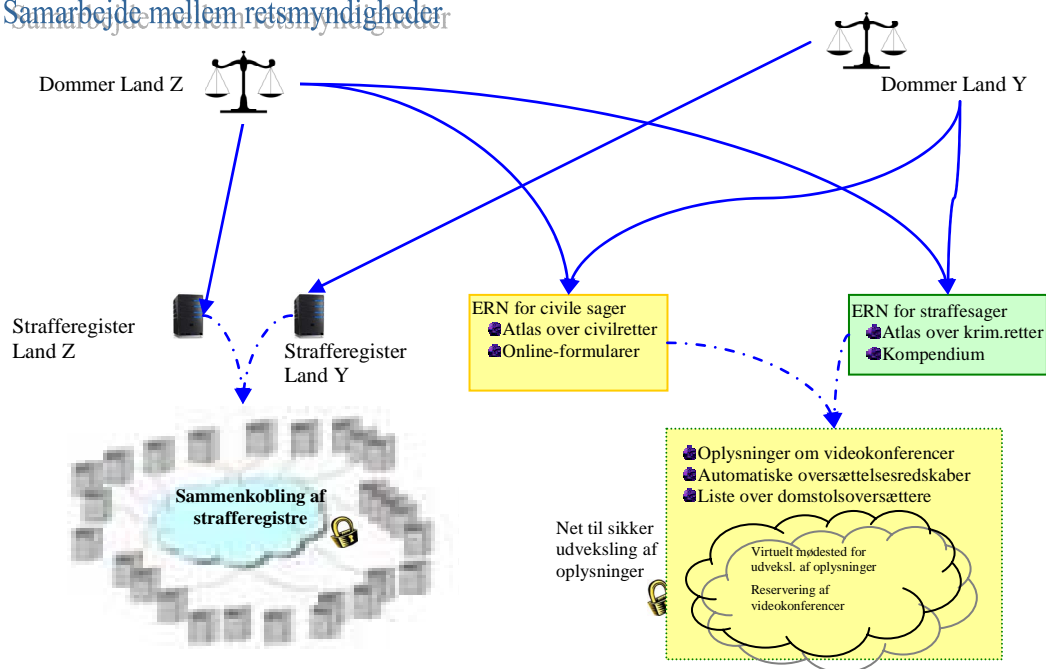 Samarbejde mellem retsmyndigheder
Dommer Land Z
Dommer Land Y
Strafferegister
Land Z
Strafferegister
Land Y
ERN for civile sager
Atlas over civilretter
Online-formularer
ERN for straffesager
Atlas over krim.retter
Kompendium
Sammenkobling af
strafferegistre
Oplysninger om videokonferencer
Automatiske oversættelsesredskaber
Liste over domstolsoversættere
Net til sikker
udveksling af
oplysninger
Virtuelt mødested for
udveksl. af oplysninger
Reservering af
videokonferencer